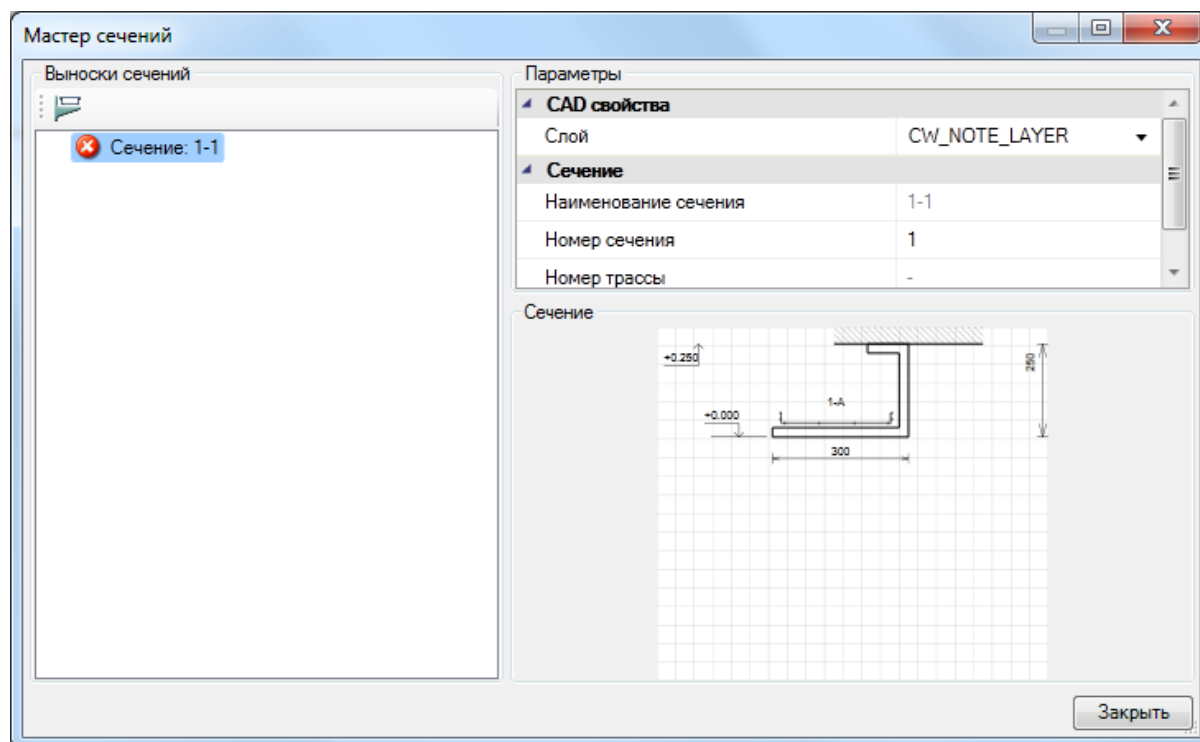 Мастер сечений
Выноски сечений
Сечение: 1-1
Параметры
CAD свойства
Слой CW_NOTE_LAYER
Сечение
Наименование сечения 1-1
Номер сечения 1
Номер трассы -
Сечение
+0.250
250
1-A
+0.000
300
Закрыть